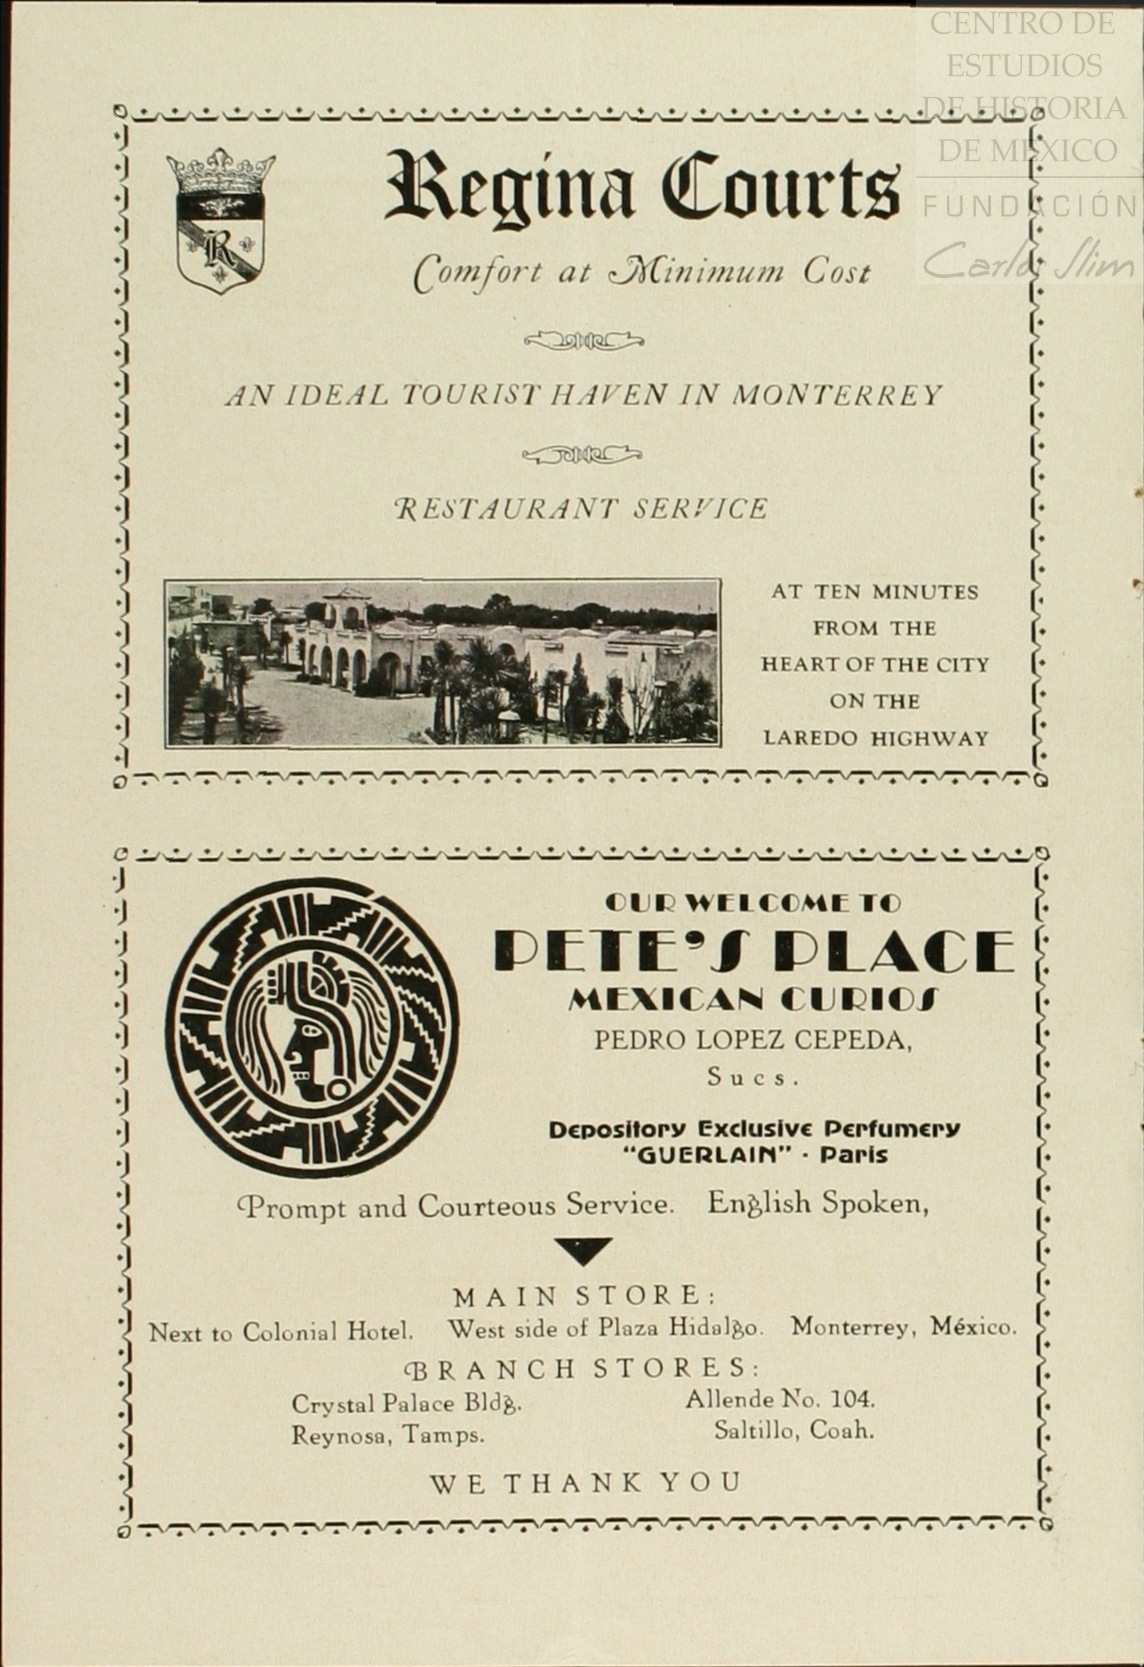 CENTRO DE
ESTUDIOS
DE HISTORIA
DE MÉXICO
FUNDACIÓN
Carlos Slim
R
Regina Courts
Comfort at Minimum Cost
AN IDEAL TOURIST HAVEN IN MONTERREY
RESTAURANT SERVICE
AT TEN MINUTES
FROM THE
HEART OF THE CITY
ON THE
LAREDO HIGHWAY
OUR WELCOME TO
PETE'S PLACE
MEXICAN CURIOS
PEDRO LOPEZ CEPEDA,
Sucs.
Depository Exclusive Perfumery
"GUERLAIN" · Paris
Prompt and Courteous Service. English Spoken,
MAIN STORE:
Next to Colonial Hotel. West side of Plaza Hidalgo. Monterrey, México.
BRANCH STORES:
Crystal Palace Bldg. Allende No. 104.
Reynosa, Tamps. Saltillo, Coah.
WE THANK YOU